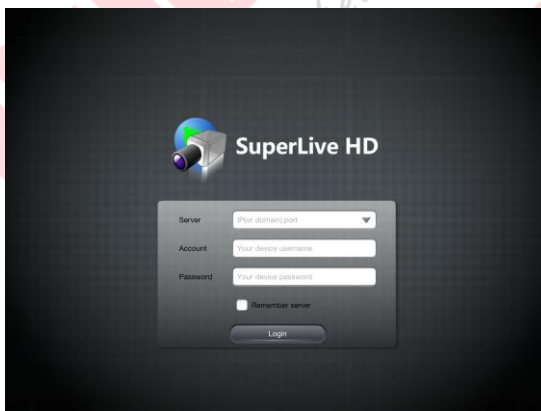 SuperLive HD
Server IP(or domain):port
Account Your device username
Password Your device password
Remember server
Login